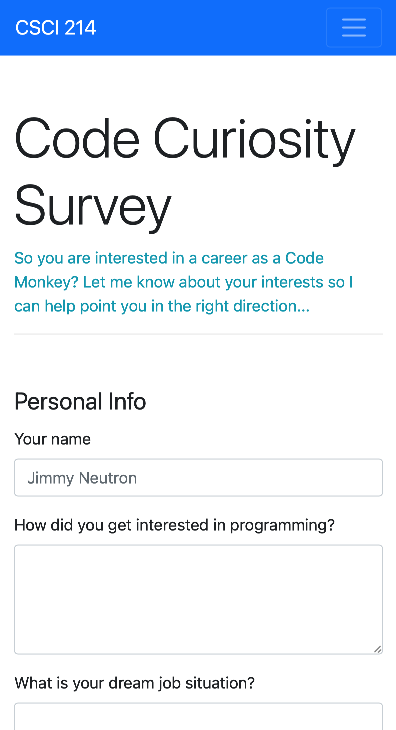 CSCI 214
Code Curiosity
Survey
So you are interested in a career as a Code
Monkey? Let me know about your interests so I
can help point you in the right direction...
Personal Info
Your name
Jimmy Neutron
How did you get interested in programming?
What is your dream job situation?